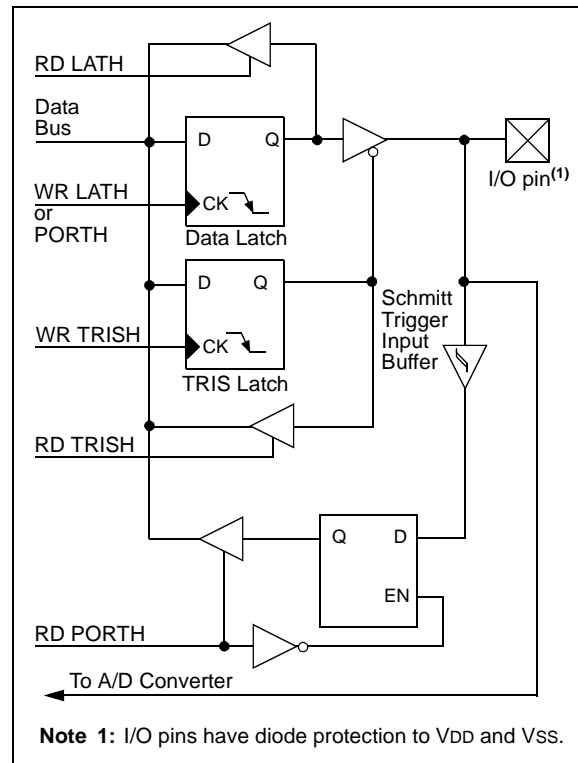 RD LATH
Data
Bus
D Q
I/O pin(1)
WR LATH
or
PORTH
CK
Data Latch
D Q
Schmitt
Trigger
Input
Buffer
WR TRISH
CK
TRIS Latch
RD TRISH
Q D
EN
RD PORTH
To A/D Converter
Note 1: I/O pins have diode protection to VDD and VSS.